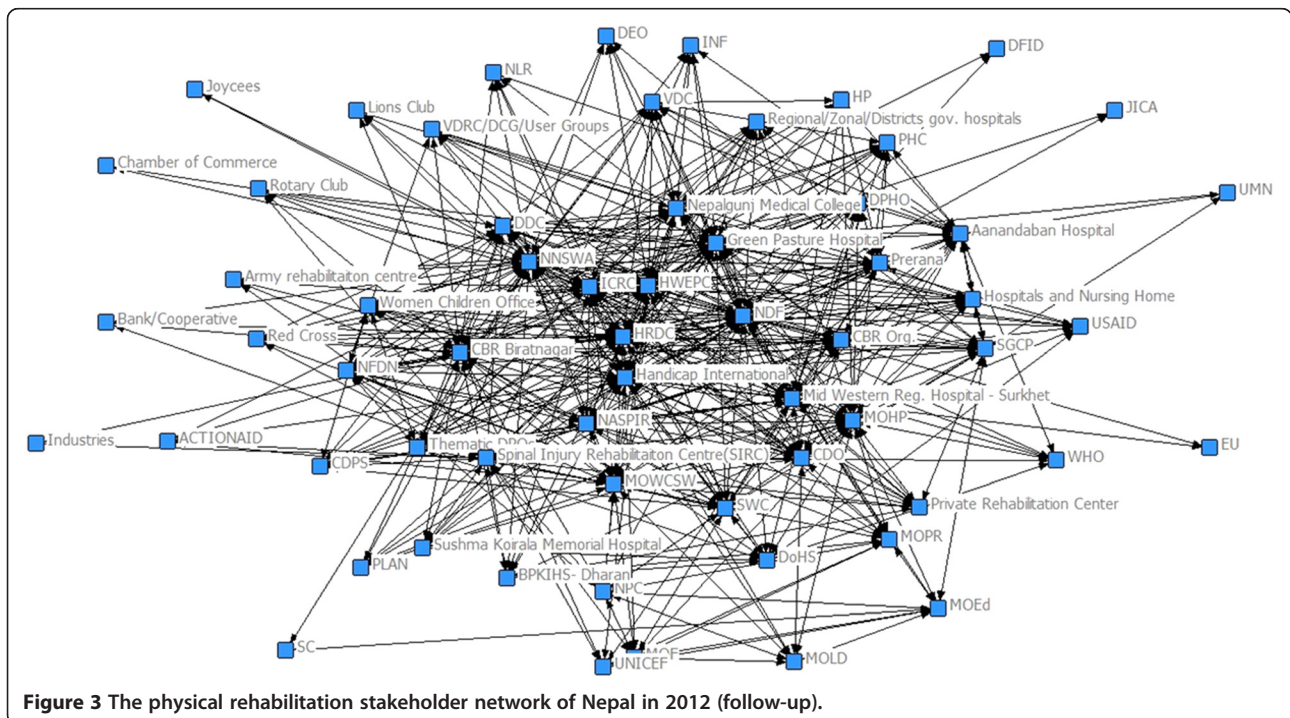 DEO
INF
DFID
NLR
Joycees
VDC
HP
Lions Club
JICA
Regional/Zonal/Districts gov. hospitals
VDRC/DCG/User Groups
PHC
Chamber of Commerce
Rotary Club
UMN
Nepalgunj Medical College
DPHO
DDC
Aanandaban Hospital
Green Pasture Hospital
NNSWA
Prerana
Army rehabilitaiton centre
ICRC
HWEPC
Hospitals and Nursing Home
Women Children Office
NDF
Bank/Cooperative
USAID
Red Cross
HRDC
CBR Org.
SGCP
CBR Biratnagar
NFDN
Handicap International
Mid Western Reg. Hospital - Surkhet
MOHP
NASPIR
Industries
ACTIONAID
Thematic DPOs
EU
Spinal Injury Rehabilitaiton Centre(SIRC)
CDO
WHO
CDPS
MOWCSW
SWC
Private Rehabilitation Center
MOPR
Sushma Koirala Memorial Hospital
DoHS
PLAN
BPKIHS- Dharan
NPC
MOEd
SC
MOF
UNICEF
MOLD
Figure 3 The physical rehabilitation stakeholder network of Nepal in 2012 (follow-up).